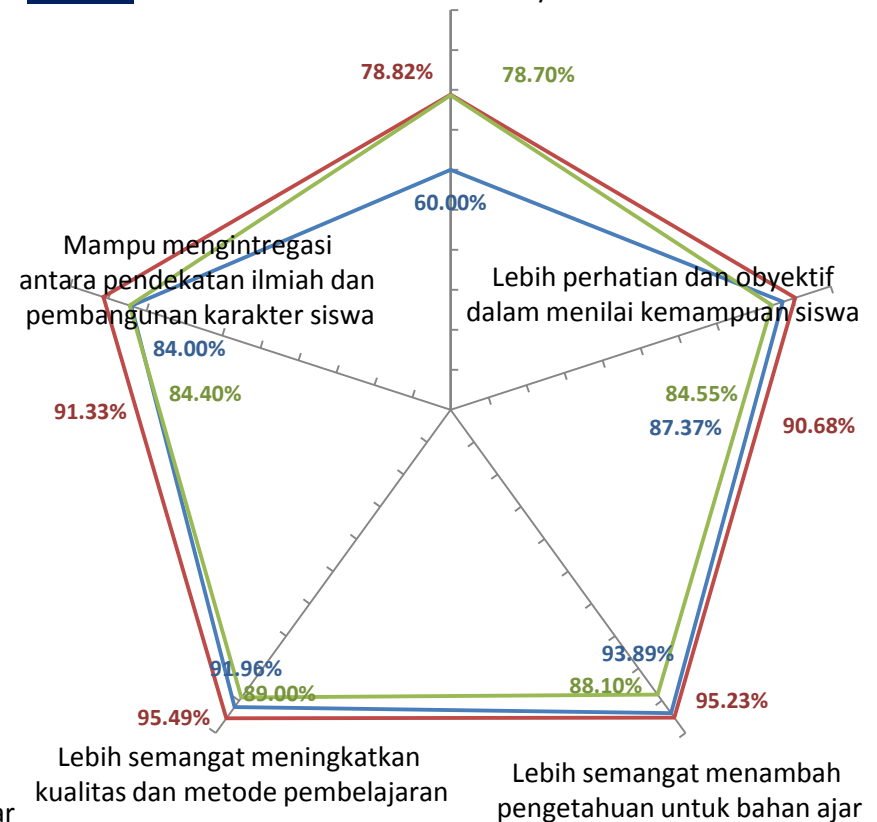 78.82%
78.70%
60.00%
Mampu mengintregasi
antara pendekatan ilmiah dan
pembangunan karakter siswa
Lebih perhatian dan obyektif
dalam menilai kemampuan siswa
84.00%
84.40%
91.33%
84.55%
87.37%
90.68%
91.96%
89.00%
95.49%
93.89%
88.10%
95.23%
Lebih semangat meningkatkan
kualitas dan metode pembelajaran
Lebih semangat menambah
pengetahuan untuk bahan ajar
ar